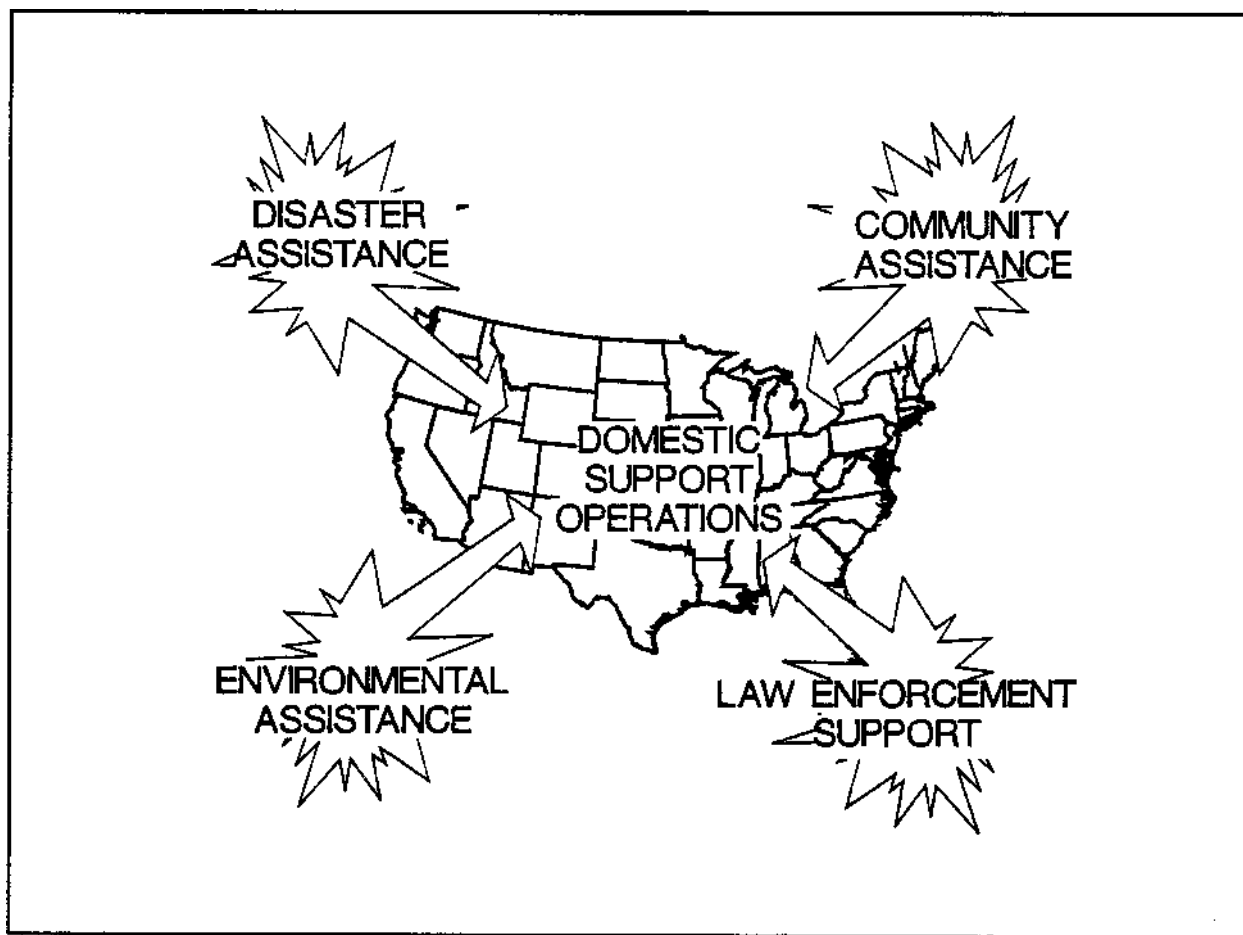 DISASTER
ASSISTANCE
COMMUNITY
ASSISTANCE
DOMESTIC
SUPPORT
OPERATIONS
ENVIRONMENTAL
ASSISTANCE
LAW ENFORCEMENT
SUPPORT